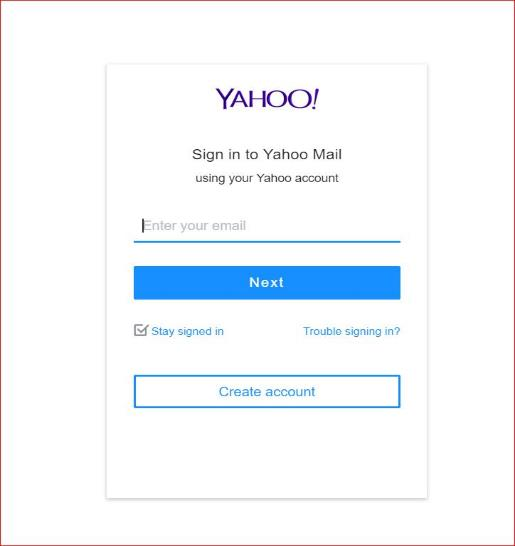 YAHOO!
Sign in to Yahoo Mail
using your Yahoo account
Enter your email
Next
Stay signed in
Trouble signing in?
Create account